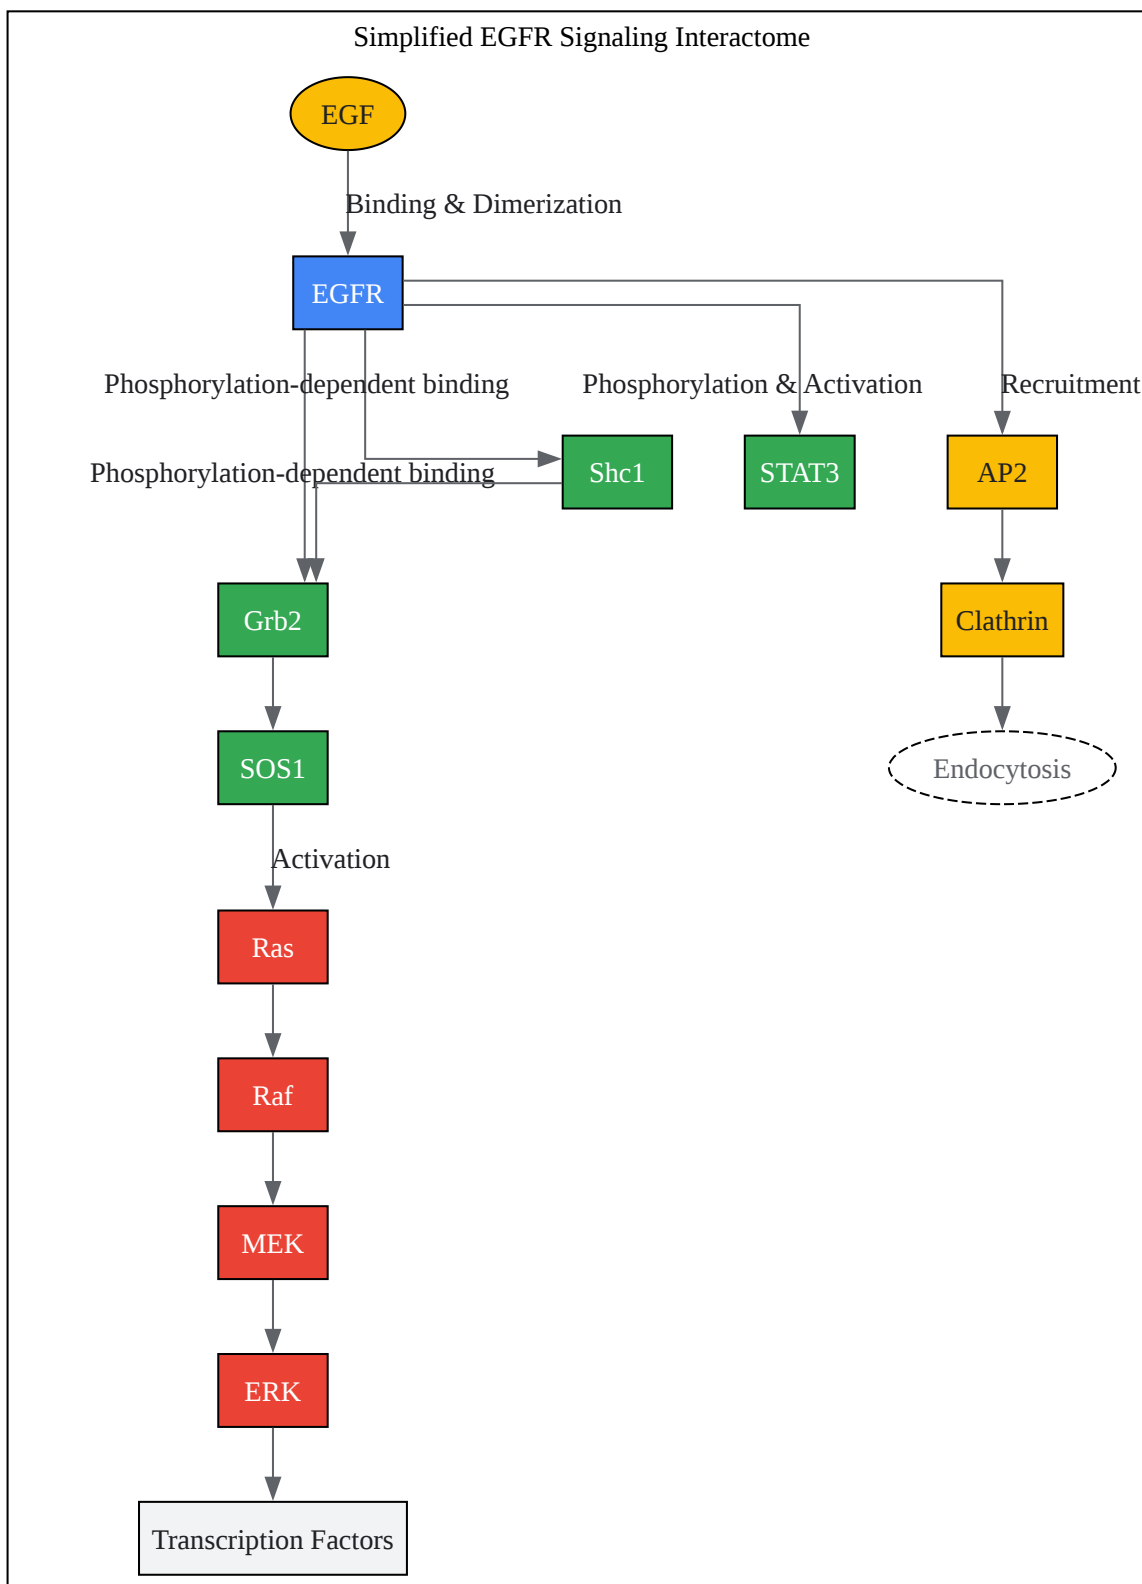 Simplified EGFR Signaling Interactome
EGF
Binding & Dimerization
EGFR
Phosphorylation-dependent binding
Phosphorylation & Activation
Recruitment
Phosphorylation-dependent binding
Shc1
STAT3
AP2
Grb2
Clathrin
SOS1
Endocytosis
Activation
Ras
Raf
MEK
ERK
Transcription Factors